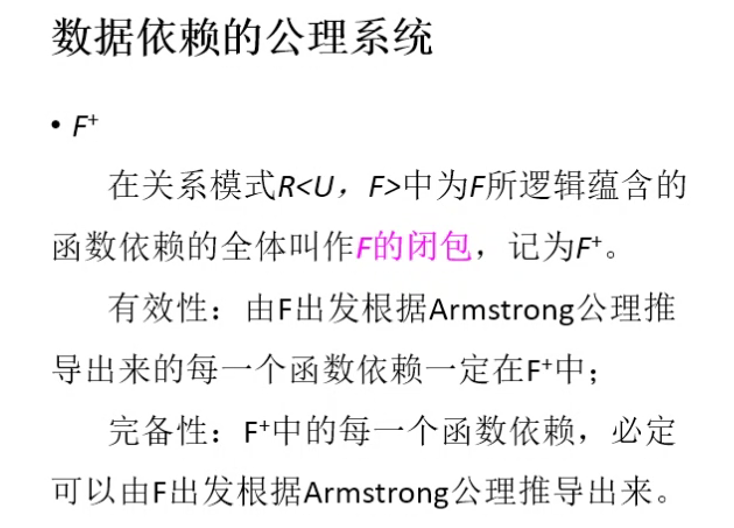 数据依赖的公理系统
• F⁺
在关系模式R<U，F>中为F所逻辑蕴含的
函数依赖的全体叫作F的闭包，记为F⁺。
有效性：由F出发根据Armstrong公理推
导出来的每一个函数依赖一定在F⁺中；
完备性：F⁺中的每一个函数依赖，必定
可以由F出发根据Armstrong公理推导出来。